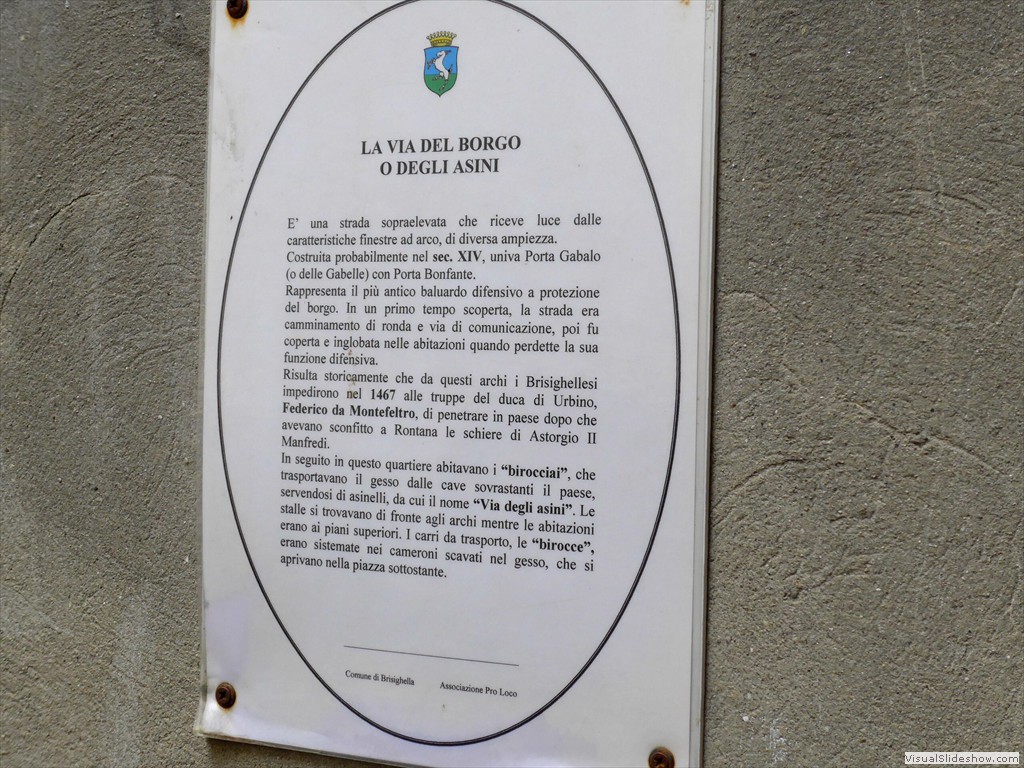 LA VIA DEL BORGO
O DEGLI ASINI
E' una strada sopraelevata che riceve luce dalle
caratteristiche finestre ad arco, di diversa ampiezza.
Costruita probabilmente nel sec. XIV, univa Porta Gabalo
(o delle Gabelle) con Porta Bonfante.
Rappresenta il più antico baluardo difensivo a protezione
del borgo. In un primo tempo scoperta, la strada era
camminamento di ronda e via di comunicazione, poi fu
coperta e inglobata nelle abitazioni quando perdette la sua
funzione difensiva.
Risulta storicamente che da questi archi i Brisighellesi
impedirono nel 1467 alle truppe del duca di Urbino,
Federico da Montefeltro, di penetrare in paese dopo che
avevano sconfitto a Rontana le schiere di Astorgio II
Manfredi.
In seguito in questo quartiere abitavano i “birocciai”, che
trasportavano il gesso dalle cave sovrastanti il paese,
servendosi di asinelli, da cui il nome “Via degli asini”. Le
stalle si trovavano di fronte agli archi mentre le abitazioni
erano ai piani superiori. I carri da trasporto, le “birocce”,
erano sistemate nei cameroni scavati nel gesso, che si
aprivano nella piazza sottostante.
Comune di Brisighella Associazione Pro Loco
VisualSlideshow.com